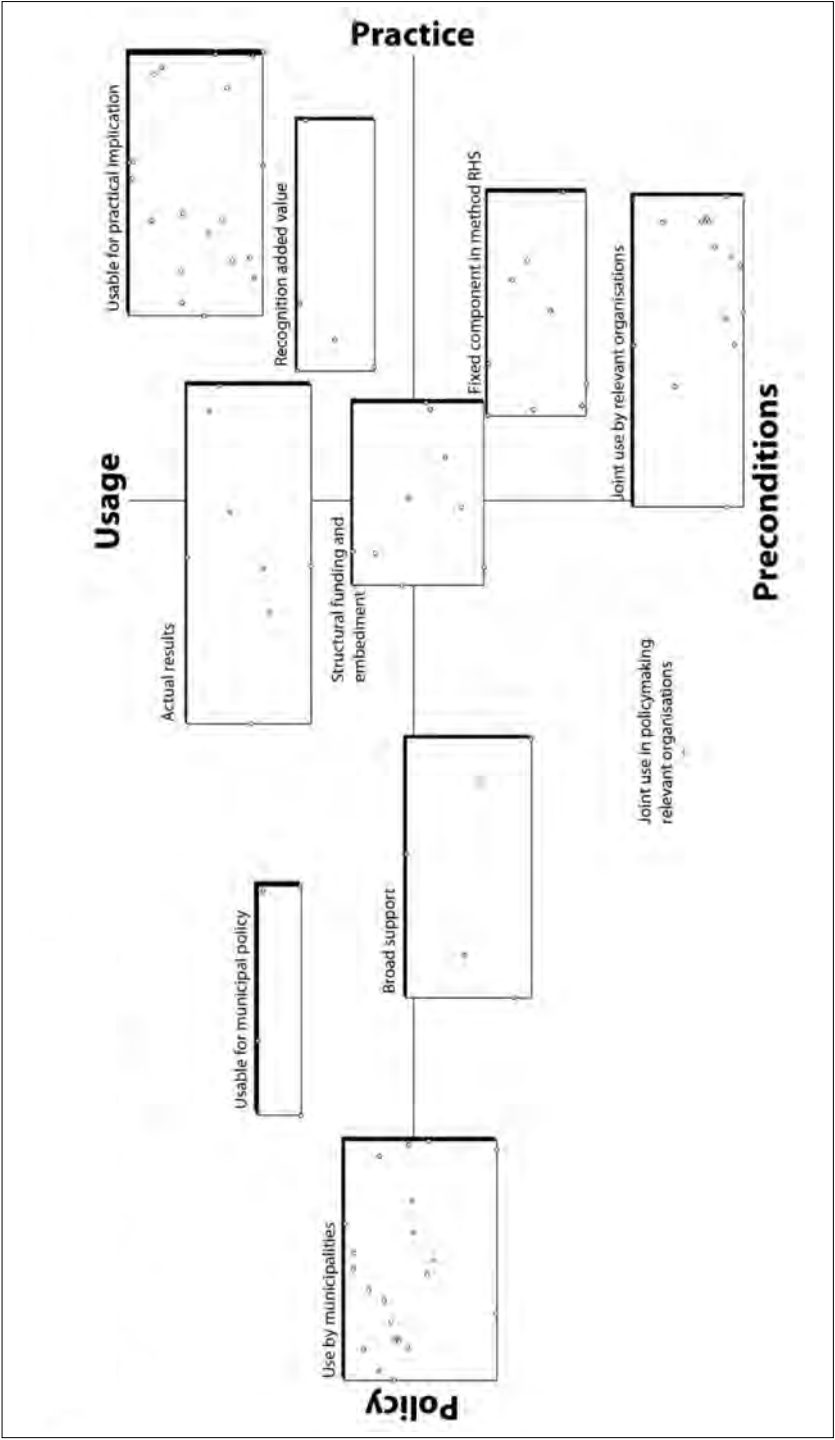 Practice
Usable for practical implication
Recognition added value
Fixed component in method RHS
Joint use by relevant organisations
Usage
Actual results
Structural funding and
embedment
Preconditions
Joint use in policymaking
relevant organisations
Broad support
Usable for municipal policy
Use by municipalities
Policy